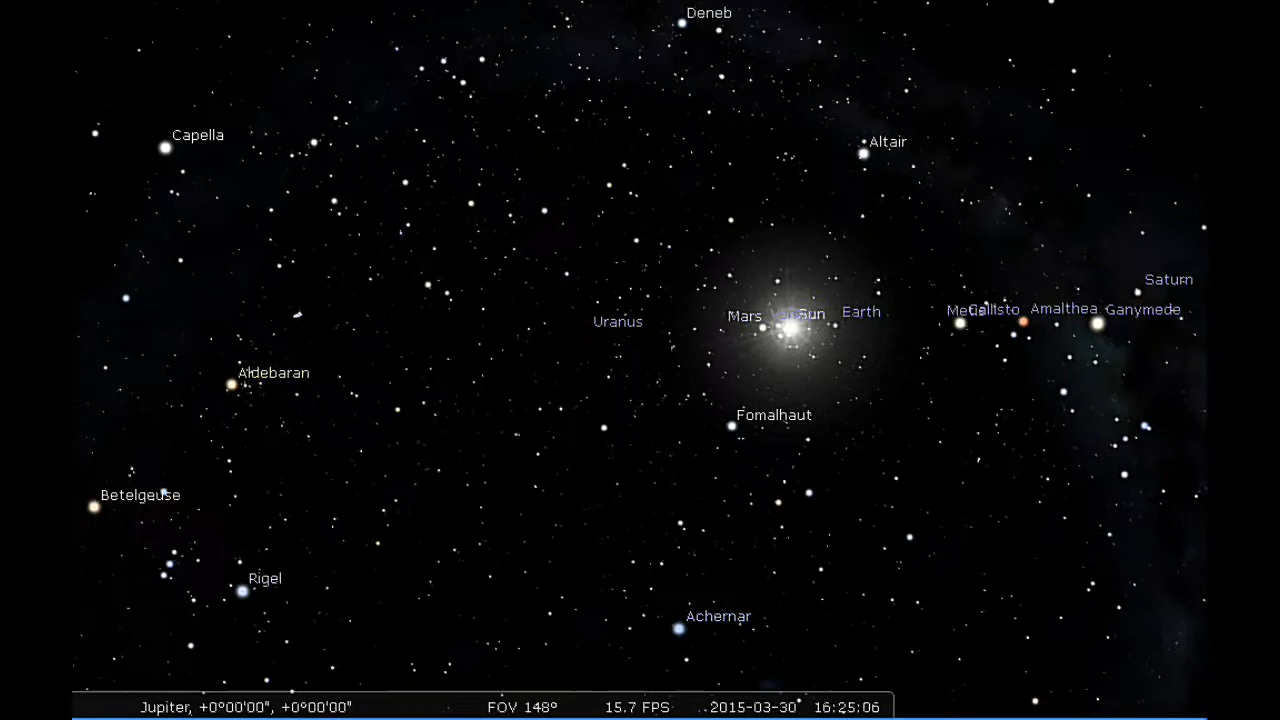 Deneb
Capella
Altair
Saturn
Uranus
Mars
Sun
Earth
Callisto
Amalthea
Ganymede
Aldebaran
Fomalhaut
Betelgeuse
Rigel
Achernar
Jupiter, +0°00'00", +0°00'00" FOV 148° 15.7 FPS 2015-03-30 16:25:06